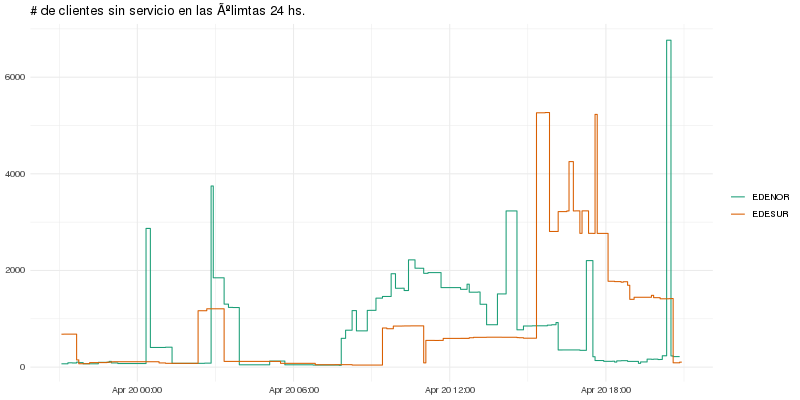 # de clientes sin servicio en las Ãºlimtas 24 hs.
6000
4000
2000
0
Apr 20 00:00
Apr 20 06:00
Apr 20 12:00
Apr 20 18:00
EDENOR
EDESUR